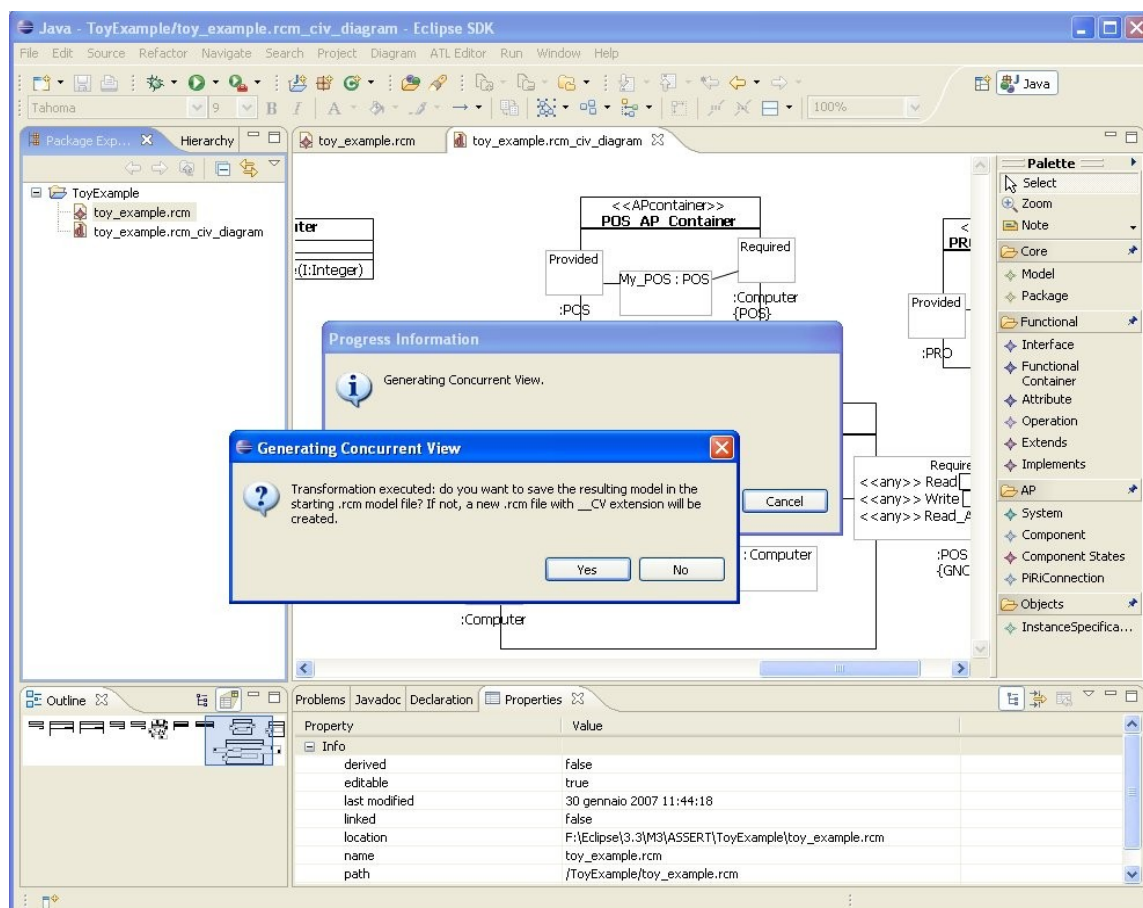 Java - ToyExample/toy_example.rcm_civ_diagram - Eclipse SDK
File Edit Source Refactor Navigate Search Project Diagram ATL Editor Run Window Help
Java
Tahoma 9 B I A 100%
Package Exp... Hierarchy
toy_example.rcm toy_example.rcm_civ_diagram
ToyExample
toy_example.rcm
toy_example.rcm_civ_diagram
iter
(I:Integer)
<<APcontainer>>
POS_AP_Container
Provided
Required
My_POS : POS
:POS
:Computer
{POS}
<
PR
Provided
:PRO
Palette
Select
Zoom
Note
Core
Model
Package
Functional
Interface
Functional
Container
Attribute
Operation
Extends
Implements
AP
System
Component
Component States
PiRiConnection
Objects
InstanceSpecifica...
Progress Information
Generating Concurrent View.
Cancel
Generating Concurrent View
Transformation executed: do you want to save the resulting model in the
starting .rcm model file? If not, a new .rcm file with __CV extension will be
created.
Yes No
Require
<<any>> Read
<<any>> Write
<<any>> Read_A
: Computer
:POS
{GNC
:Computer
Outline
Problems Javadoc Declaration Properties
Property Value
Info
derived false
editable true
last modified 30 gennaio 2007 11:44:18
linked false
location F:\Eclipse\3.3\M3\ASSERT\ToyExample\toy_example.rcm
name toy_example.rcm
path /ToyExample/toy_example.rcm